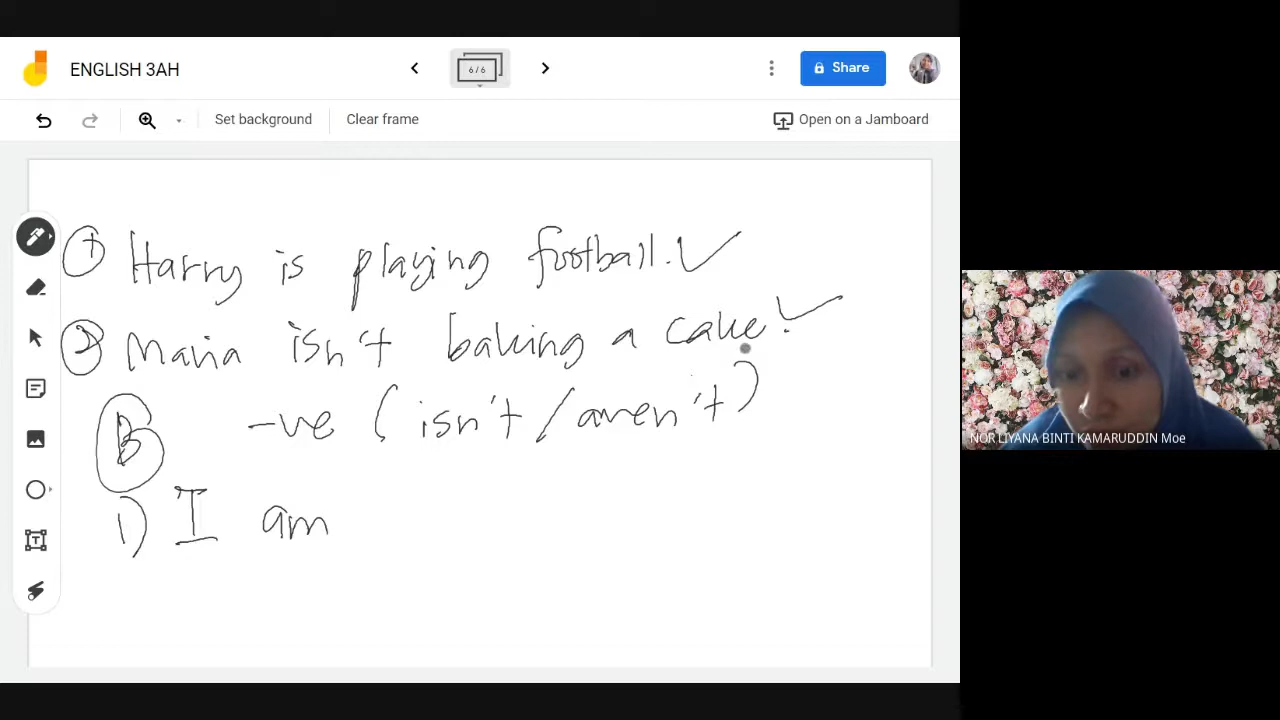 ENGLISH 3AH
6 / 6
Share
Set background
Clear frame
Open on a Jamboard
1 Harry is playing football.
2 Maria isn't baking a cake.
B -ve ( isn't / aren't )
1) I am
NOR LIYANA BINTI KAMARUDDIN Moe